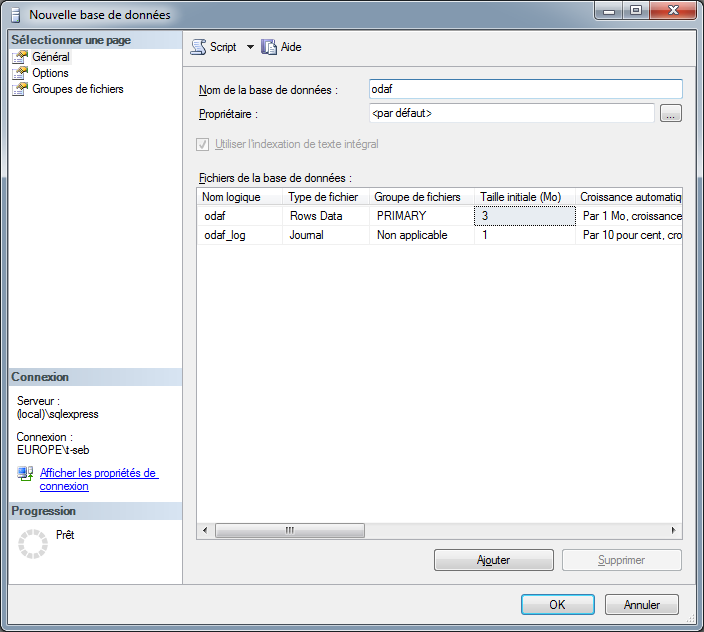 Nouvelle base de données
Sélectionner une page
Général
Options
Groupes de fichiers
Script
Aide
Nom de la base de données :
odaf
Propriétaire :
<par défaut>
...
Utiliser l'indexation de texte intégral
Fichiers de la base de données :
Nom logique Type de fichier Groupe de fichiers Taille initiale (Mo) Croissance automatiq
odaf Rows Data PRIMARY 3 Par 1 Mo, croissance
odaf_log Journal Non applicable 1 Par 10 pour cent, cro
Connexion
Serveur :
(local)\sqlexpress
Connexion :
EUROPE\t-seb
Afficher les propriétés de
connexion
Progression
Prêt
Ajouter
Supprimer
OK
Annuler